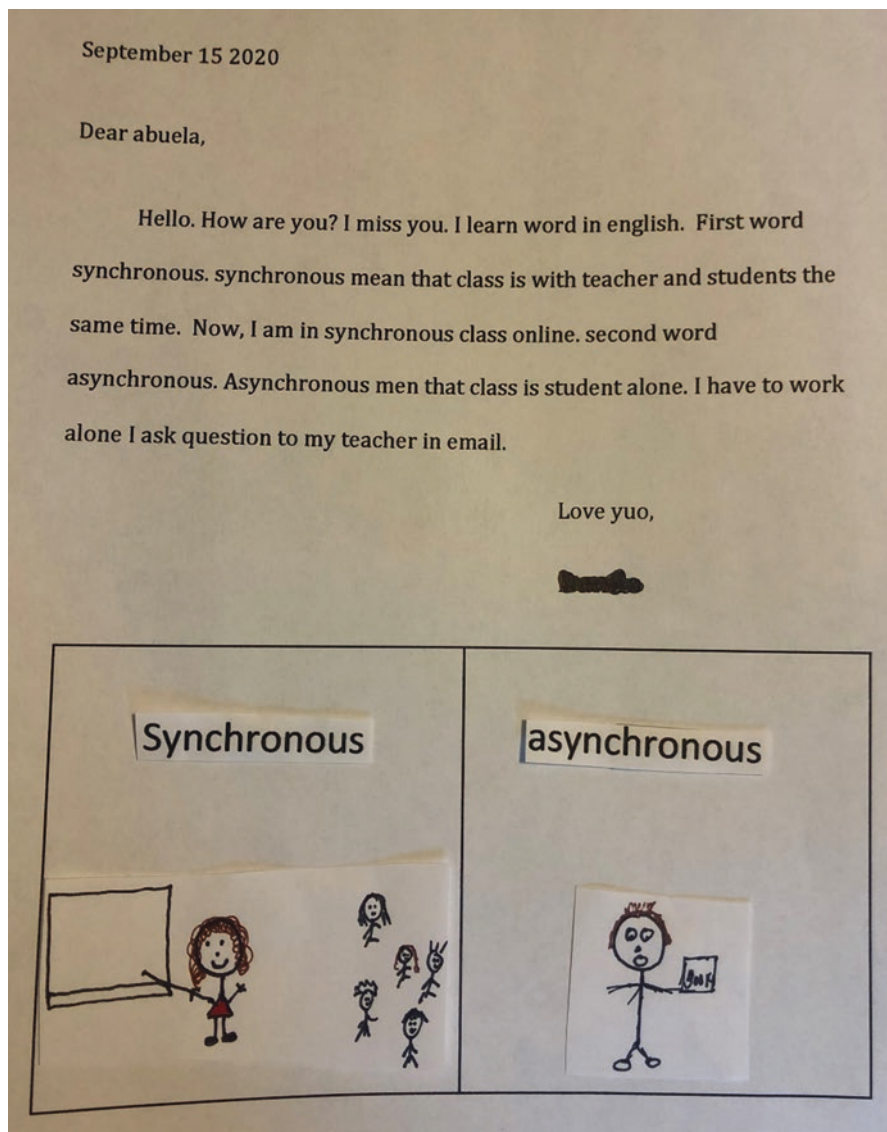 September 15 2020
Dear abuela,
Hello. How are you? I miss you. I learn word in english.  First word
synchronous. synchronous mean that class is with teacher and students the
same time.  Now, I am in synchronous class online. second word
asynchronous. Asynchronous men that class is student alone. I have to work
alone I ask question to my teacher in email.
Love yuo,
Synchronous
asynchronous